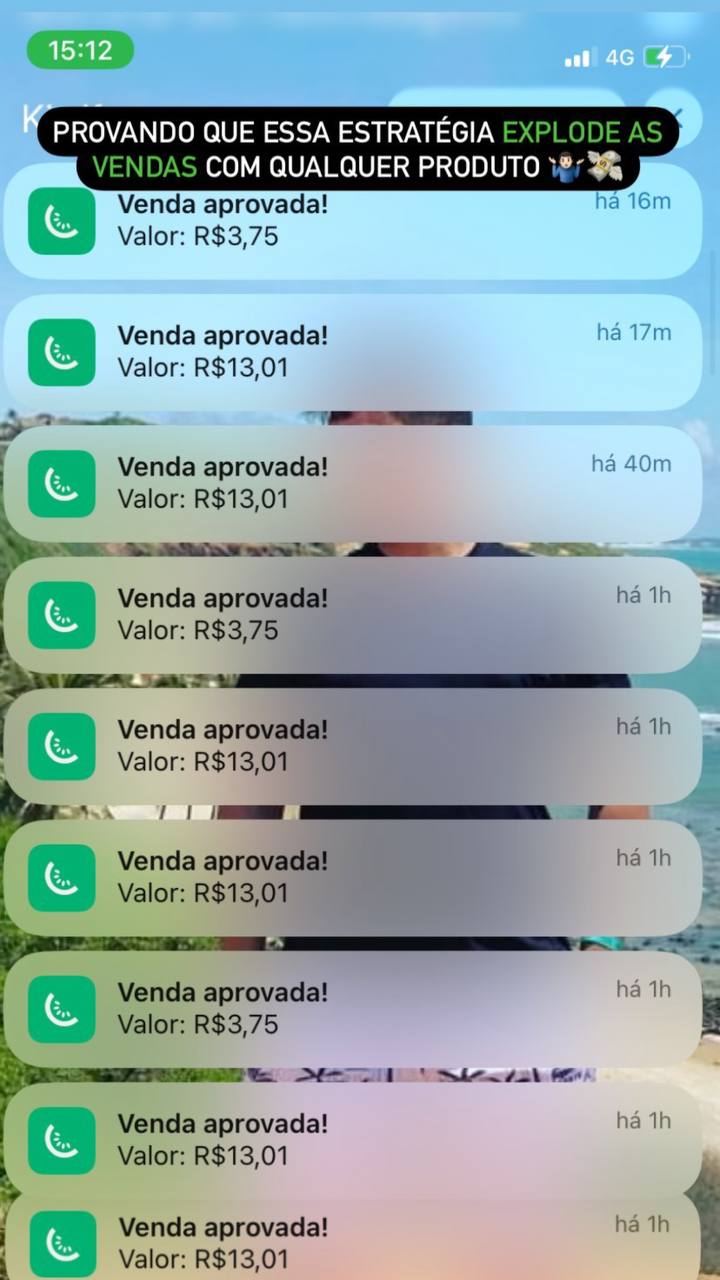 15:12
4G
PROVANDO QUE ESSA ESTRATÉGIA EXPLODE AS
VENDAS COM QUALQUER PRODUTO 🤷🏻‍♂️💸
Venda aprovada!
há 16m
Valor: R$3,75
Venda aprovada!
há 17m
Valor: R$13,01
Venda aprovada!
há 40m
Valor: R$13,01
Venda aprovada!
há 1h
Valor: R$3,75
Venda aprovada!
há 1h
Valor: R$13,01
Venda aprovada!
há 1h
Valor: R$13,01
Venda aprovada!
há 1h
Valor: R$3,75
Venda aprovada!
há 1h
Valor: R$13,01
Venda aprovada!
há 1h
Valor: R$13,01